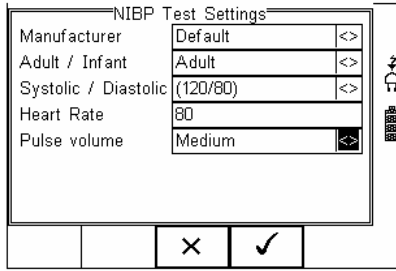 NIBP Test Settings
Manufacturer Default <>
Adult / Infant Adult <>
Systolic / Diastolic (120/80) <>
Heart Rate 80
Pulse volume Medium <>